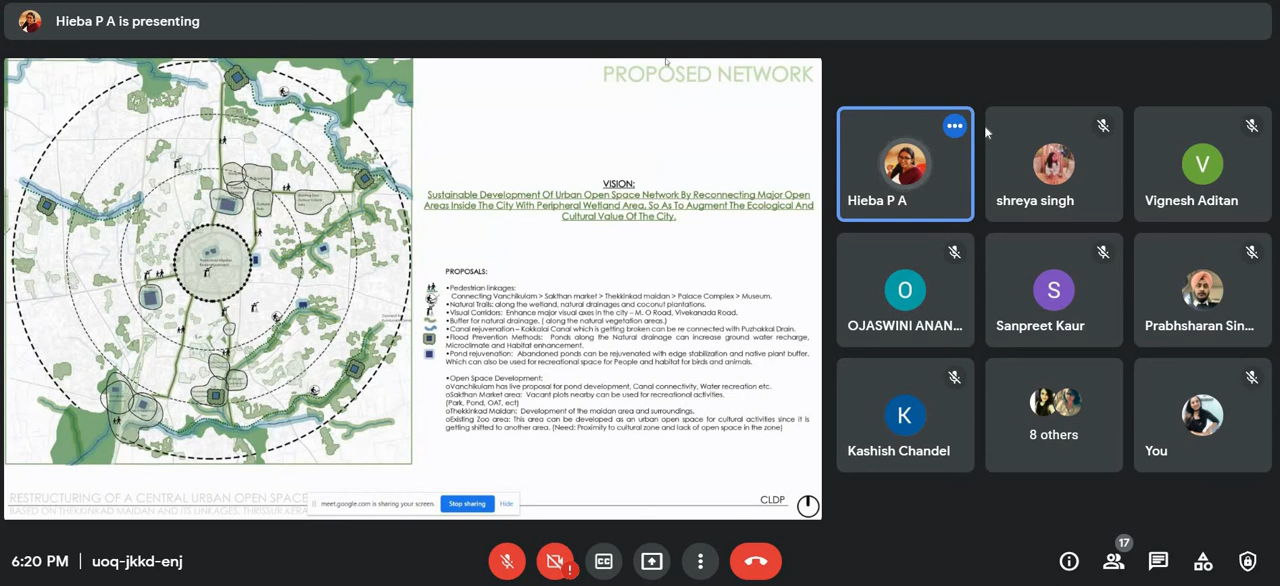 Hieba P A is presenting
PROPOSED NETWORK
VISION:
Sustainable Development Of Urban Open Space Network By Reconnecting Major Open
Areas Inside The City With Peripheral Wetland Area, So As To Augment The Ecological And
Cultural Value Of The City.
PROPOSALS:
•Pedestrian linkages:
Connecting Vanchikulam > Sakthan market > Thekkinkad maidan > Palace Complex > Museum.
•Natural Trails: along the wetland, natural drainages and coconut plantations.
•Visual Corridors: Enhance major visual axes in the city – M. O Road, Vivekanada Road.
•Buffer for natural drainage. ( along the natural vegetation areas.)
•Canal rejuvenation – Kokkalai Canal which is getting broken can be re connected with Puzhakkal Drain.
•Flood Prevention Methods: Ponds along the Natural drainage can increase ground water recharge,
Microclimate and Habitat enhancement.
•Pond rejuvenation: Abandoned ponds can be rejuvenated with edge stabilization and native plant buffer.
Which can also be used for recreational space for People and habitat for birds and animals.
•Open Space Development:
oVanchikulam has live proposal for pond development, Canal connectivity, Water recreation etc.
oSakthan Market area: Vacant plots nearby can be used for recreational activities.
(Park, Pond, OAT, ect)
oThekkinkad Maidan: Development of the maidan area and surroundings.
oExisting Zoo area: This area can be developed as an urban open space for cultural activities since it is
getting shifted to another area. (Need: Proximity to cultural zone and lack of open space in the zone)
RESTRUCTURING OF A CENTRAL URBAN OPEN SPACE
BASED ON THEKKINKAD MAIDAN AND ITS LINKAGES, THRISSUR
meet.google.com is sharing your screen.
Stop sharing
Hide
CLDP
Hieba P A
shreya singh
V
Vignesh Aditan
O
OJASWINI ANAN...
S
Sanpreet Kaur
Prabhsharan Sin...
K
Kashish Chandel
8 others
You
6:20 PM | uoq-jkkd-enj
CC
17